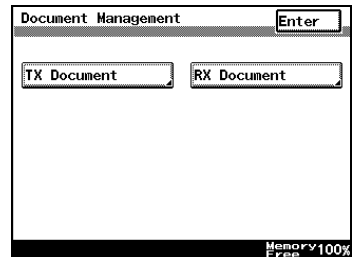 Document Management
Enter
TX Document
RX Document
Memory
Free 100%